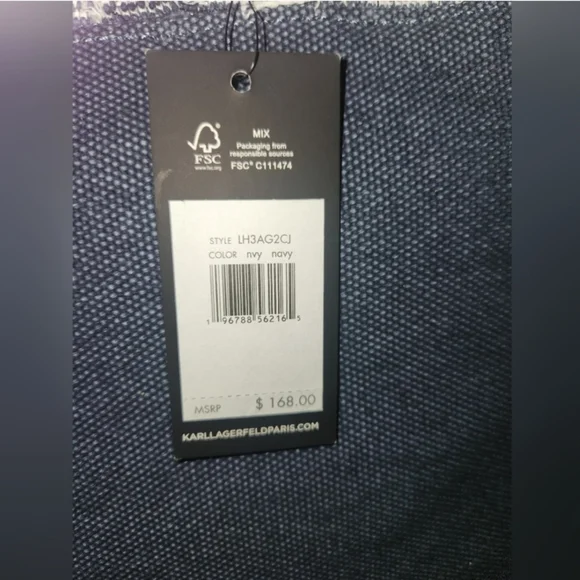 FSC
www.fsc.org
MIX
Packaging from
responsible sources
FSC® C111474
STYLE LH3AG2CJ
COLOR nvy navy
1 96788 56216 5
MSRP $ 168.00
KARLLAGERFELDPARIS.COM